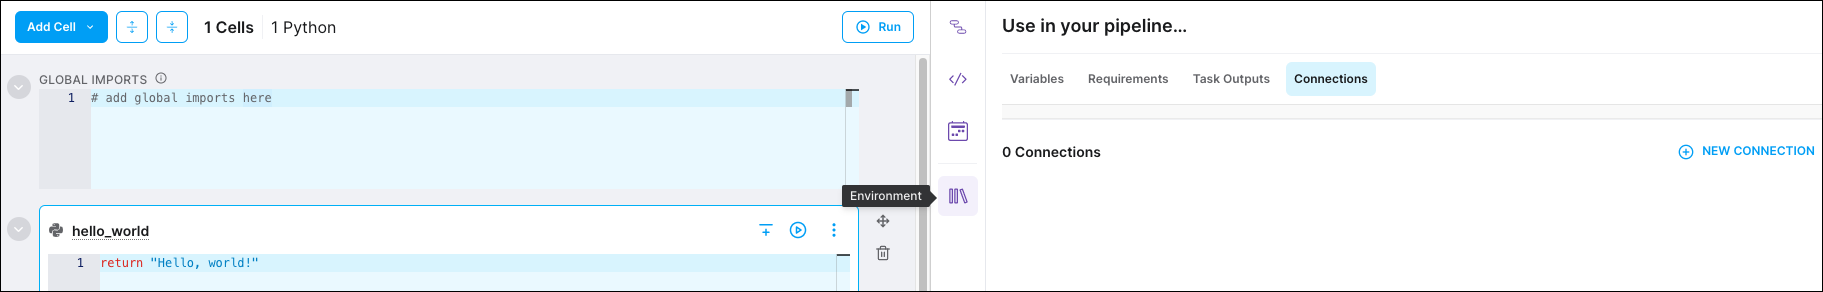 Add Cell
1 Cells
1 Python
Run
GLOBAL IMPORTS
1 # add global imports here
Environment
hello_world
1 return "Hello, world!"
Use in your pipeline...
Variables Requirements Task Outputs Connections
0 Connections
NEW CONNECTION